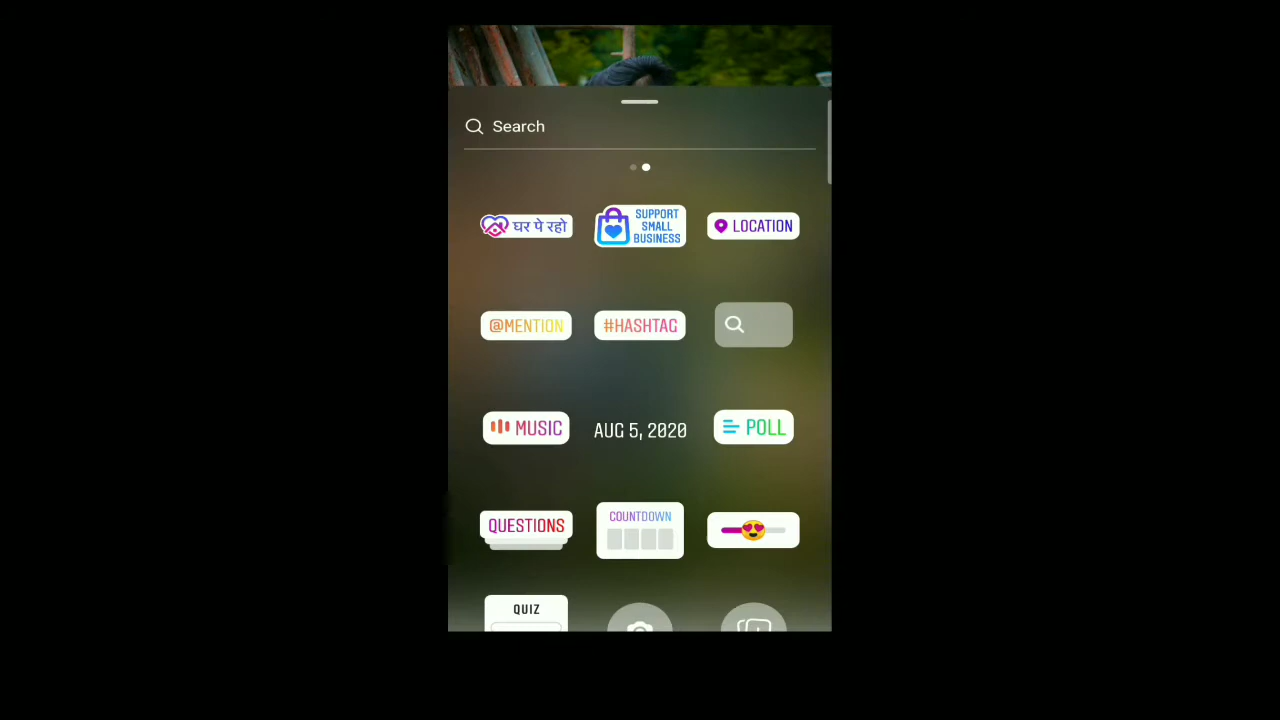 Search
घर पे रहो
SUPPORT
SMALL
BUSINESS
LOCATION
@MENTION
#HASHTAG
MUSIC
AUG 5, 2020
POLL
QUESTIONS
COUNTDOWN
QUIZ